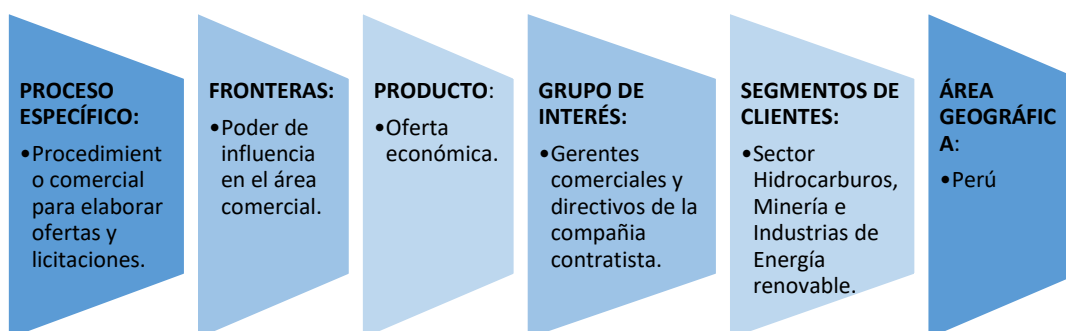 PROCESO
ESPECÍFICO:
•Procedimient
o comercial
para elaborar
ofertas y
licitaciones.
FRONTERAS:
•Poder de
influencia
en el área
comercial.
PRODUCTO:
•Oferta
económica.
GRUPO DE
INTERÉS:
•Gerentes
comerciales y
directivos de la
compañia
contratista.
SEGMENTOS DE
CLIENTES:
•Sector
Hidrocarburos,
Minería e
Industrias de
Energía
renovable.
ÁREA
GEOGRÁFIC
A:
•Perú